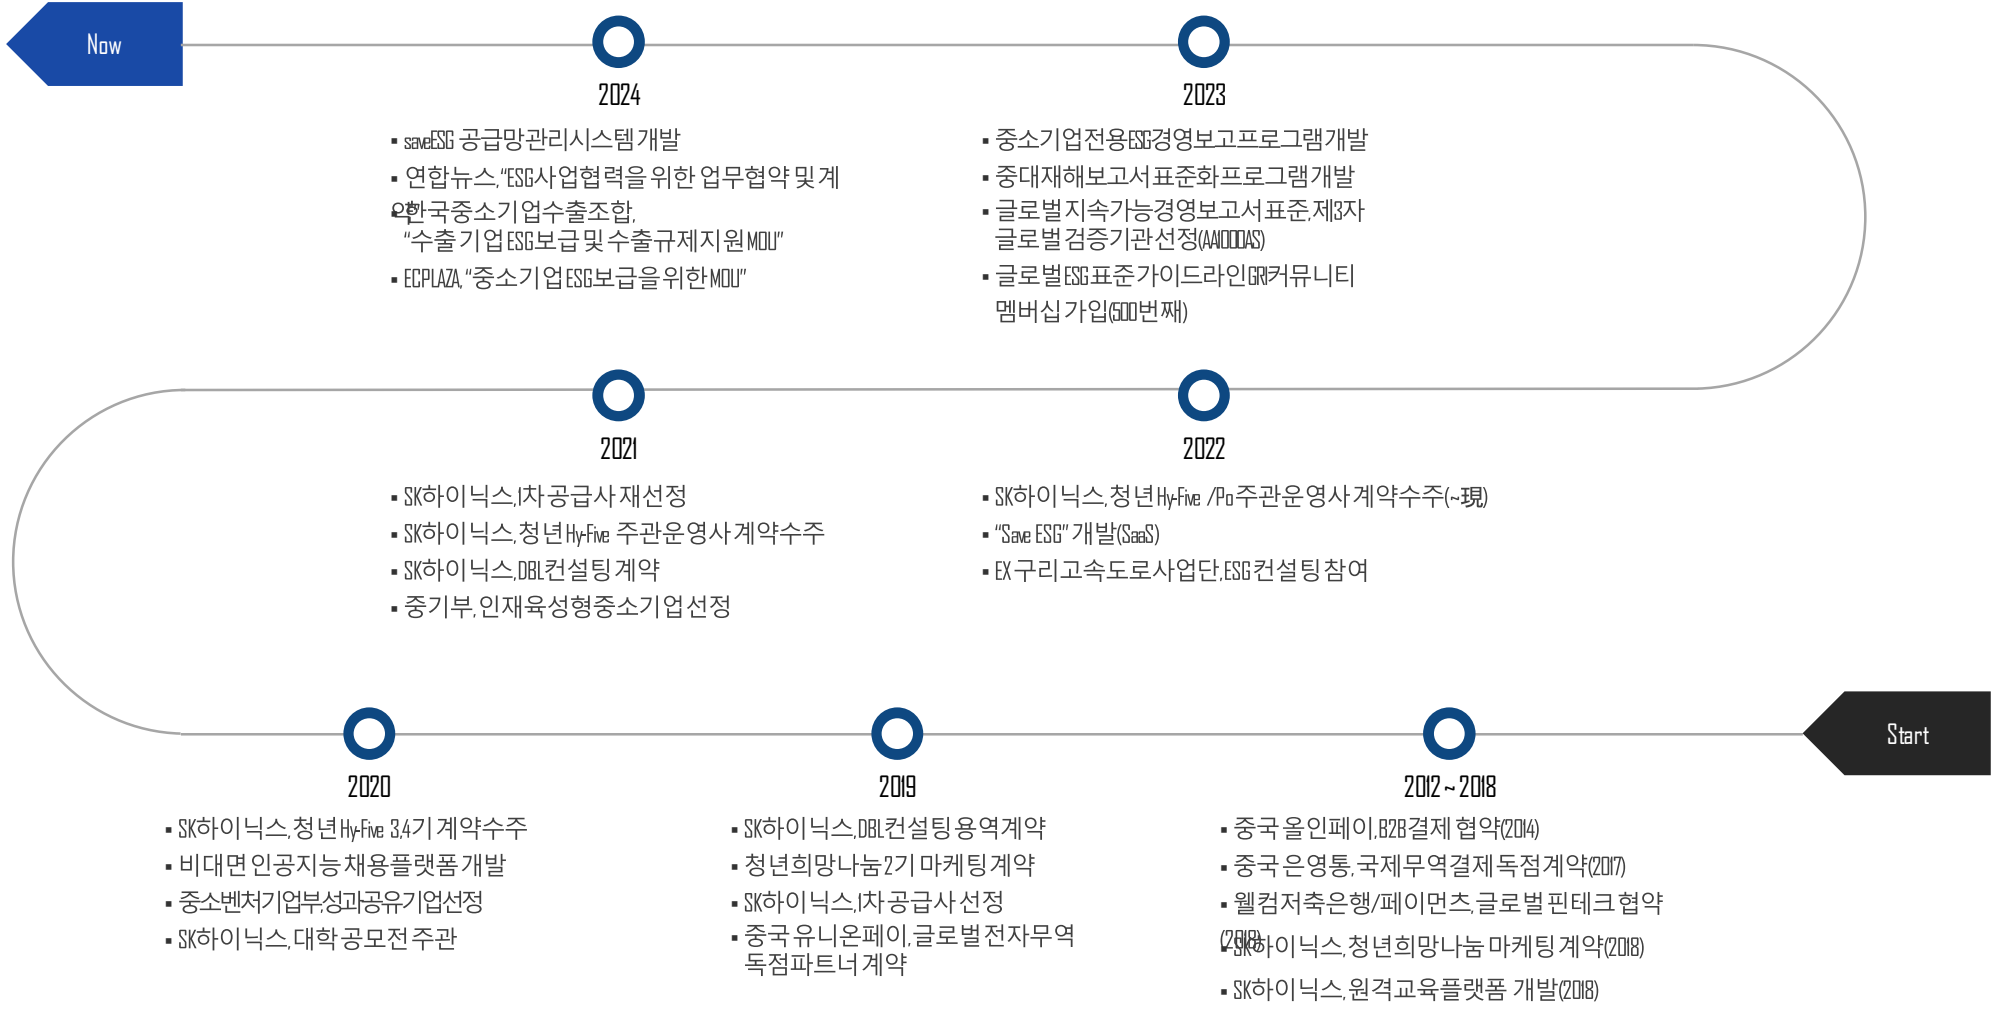 Now
2024
▪ saveESG 공급망관리시스템 개발
▪ 연합뉴스, “ESG사업협력을 위한 업무협약 및 계
약”
▪ 한국중소기업수출조합,
“수출기업 ESG보급 및 수출규제지원 MOU”
▪ ECPLAZA, “중소기업 ESG보급을 위한 MOU”
2023
▪ 중소기업전용 ESG경영보고프로그램 개발
▪ 중대재해보고서 표준화프로그램 개발
▪ 글로벌 지속가능경영보고서 표준, 제3자
글로벌 검증기관 선정(AA1000AS)
▪ 글로벌 ESG 표준 가이드라인 GRI커뮤니티
멤버십 가입(500번째)
2021
▪ SK하이닉스, 1차 공급사 재선정
▪ SK하이닉스, 청년 Hy-Five 주관운영사 계약수주
▪ SK하이닉스, DBL컨설팅 계약
▪ 중기부, 인재육성형중소기업 선정
2022
▪ SK하이닉스, 청년 Hy-Five /Po 주관운영사 계약수주(~現)
▪ “Save ESG” 개발(SaaS)
▪ EX 구리고속도로사업단, ESG 컨설팅 참여
Start
2020
▪ SK하이닉스, 청년 Hy-Five 3,4기 계약수주
▪ 비대면 인공지능 채용플랫폼 개발
▪ 중소벤처기업부,성과공유기업선정
▪ SK하이닉스, 대학 공모전 주관
2019
▪ SK하이닉스, DBL컨설팅 용역계약
▪ 청년희망나눔 2기 마케팅 계약
▪ SK하이닉스, 1차 공급사 선정
▪ 중국 유니온페이, 글로벌 전자무역
독점파트너 계약
2012 ~ 2018
▪ 중국 올인페이, B2B결제 협약(2014)
▪ 중국 은영통, 국제무역결제 독점계약(2017)
▪ 웰컴저축은행/페이먼츠, 글로벌 핀테크 협약
(2018)
▪ SK하이닉스, 청년희망나눔 마케팅 계약(2018)
▪ SK하이닉스, 원격교육플랫폼 개발(2018)